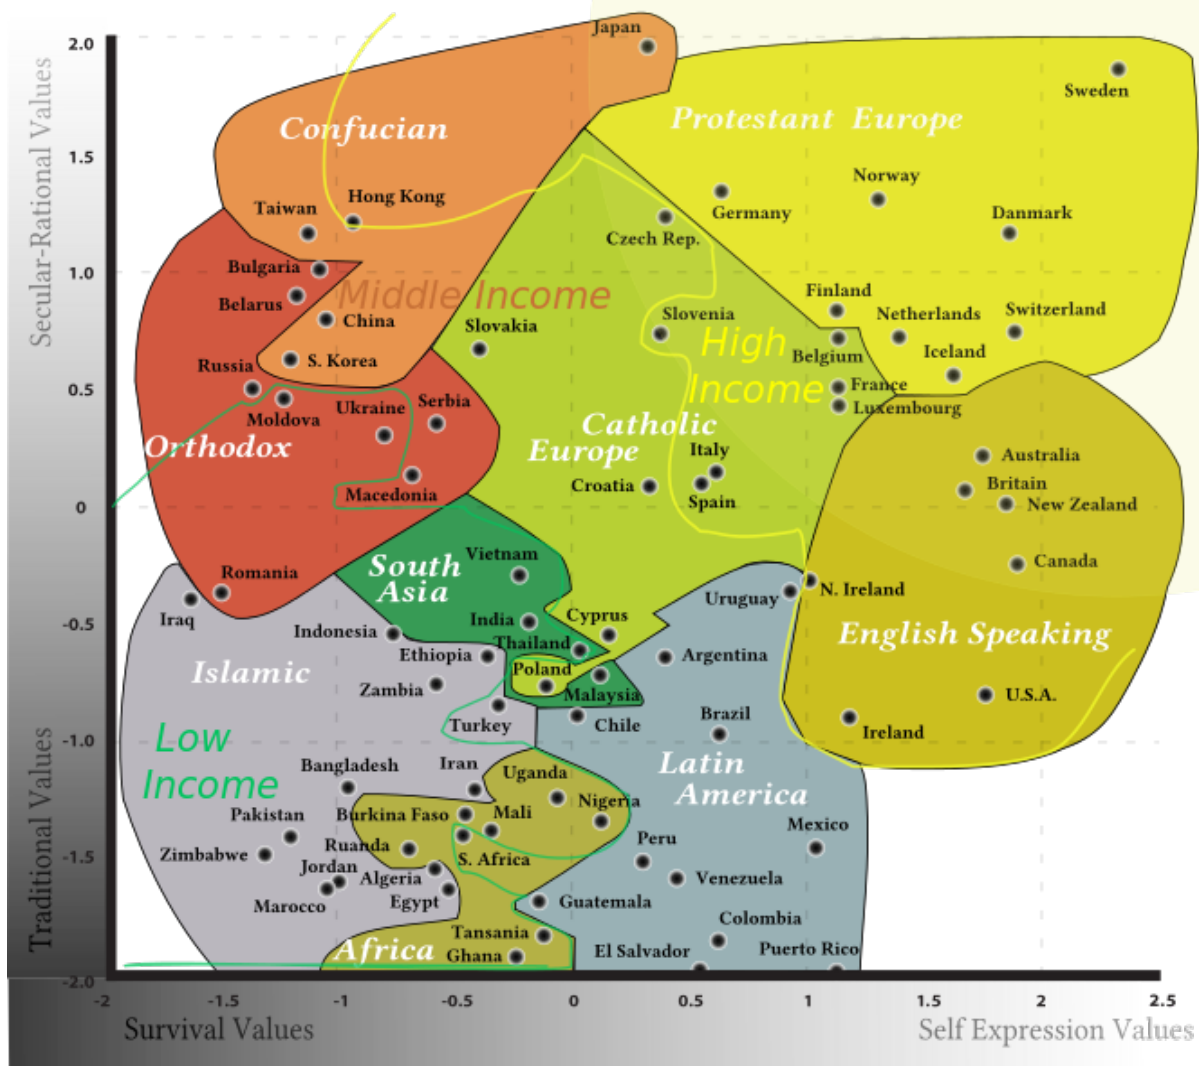 Japan
2.0
Sweden
Secular-Rational Values
Confucian
Protestant Europe
1.5
Norway
Hong Kong
Taiwan
Germany
Danmark
Czech Rep.
Bulgaria
1.0
Middle Income
Finland
Belarus
China
Slovakia
Slovenia
Netherlands
Switzerland
High
Income
Belgium
Iceland
Russia
S. Korea
0.5
France
Moldova
Ukraine
Serbia
Luxembourg
Orthodox
Catholic
Europe
Italy
Australia
Macedonia
Croatia
Spain
Britain
0
New Zealand
South
Asia
Vietnam
Canada
Romania
Iraq
Uruguay
N. Ireland
-0.5
Indonesia
India
Cyprus
English Speaking
Thailand
Ethiopia
Argentina
Islamic
Poland
Zambia
Malaysia
U.S.A.
Turkey
Chile
Brazil
Ireland
-1.0
Low
Income
Traditional Values
Bangladesh
Iran
Uganda
Latin
America
Pakistan
Burkina Faso
Mali
Nigeria
Mexico
Ruanda
Peru
-1.5
Zimbabwe
S. Africa
Jordan
Algeria
Venezuela
Marocco
Egypt
Guatemala
Colombia
Tansania
Africa
Ghana
El Salvador
Puerto Rico
-2.0
-2
-1.5
-1
-0.5
0
0.5
1
1.5
2
2.5
Survival Values
Self Expression Values